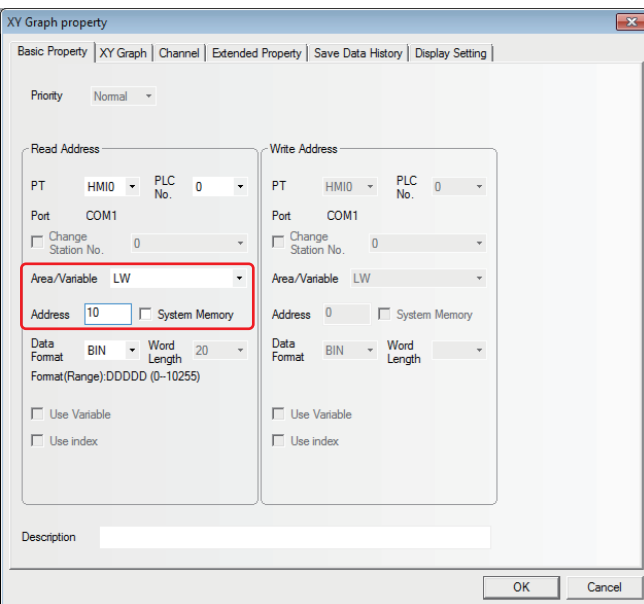 XY Graph property
Basic Property XY Graph Channel Extended Property Save Data History Display Setting
Priority Normal
Read Address
PT HMI0 PLC No. 0
Port COM1
Change Station No. 0
Area/Variable LW
Address 10 System Memory
Data Format BIN Word Length 20
Format(Range):DDDDD (0--10255)
Use Variable
Use index
Write Address
PT HMI0 PLC No. 0
Port COM1
Change Station No. 0
Area/Variable LW
Address 0 System Memory
Data Format BIN Word Length
Use Variable
Use index
Description
OK Cancel